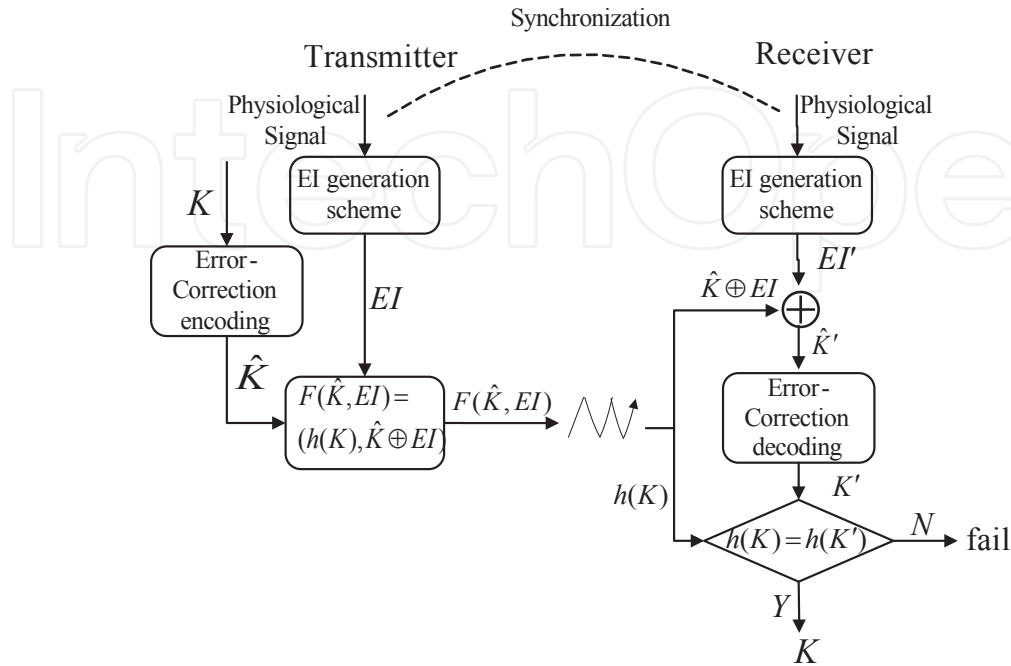 Synchronization
Transmitter
Receiver
Physiological
Signal
Physiological
Signal
IntechOpe
EI generation
scheme
EI generation
scheme
K
Error-
Correction
encoding
EI
EI′
K̂ ⊕ EI
K̂
K̂′
F(K̂, EI) =
(h(K), K̂ ⊕ EI)
F(K̂, EI)
Error-
Correction
decoding
h(K)
K′
h(K) = h(K′)
N
fail
Y
K